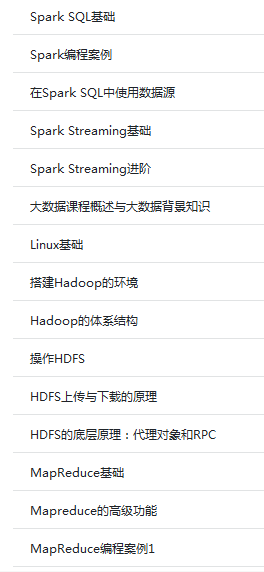 Spark SQL基础
Spark编程案例
在Spark SQL中使用数据源
Spark Streaming基础
Spark Streaming进阶
大数据课程概述与大数据背景知识
Linux基础
搭建Hadoop的环境
Hadoop的体系结构
操作HDFS
HDFS上传与下载的原理
HDFS的底层原理：代理对象和RPC
MapReduce基础
Mapreduce的高级功能
MapReduce编程案例1